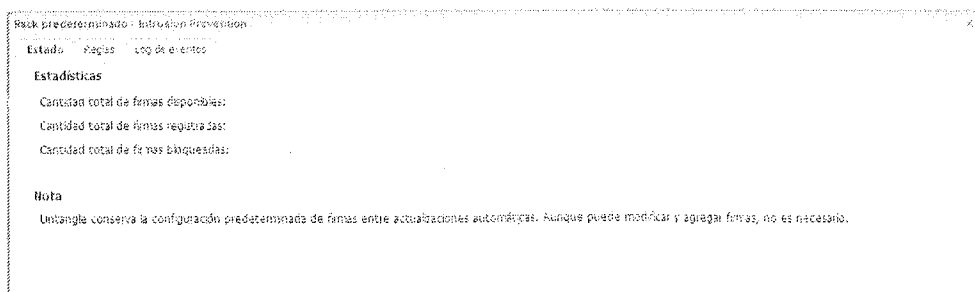 Rack predeterminado - Intrusion Prevention
Estado Reglas Log de eventos
Estadísticas
Cantidad total de firmas disponibles:
Cantidad total de firmas registradas:
Cantidad total de firmas bloqueadas:
Nota
Untangle conserva la configuración predeterminada de firmas entre actualizaciones automáticas. Aunque puede modificar y agregar firmas, no es necesario.